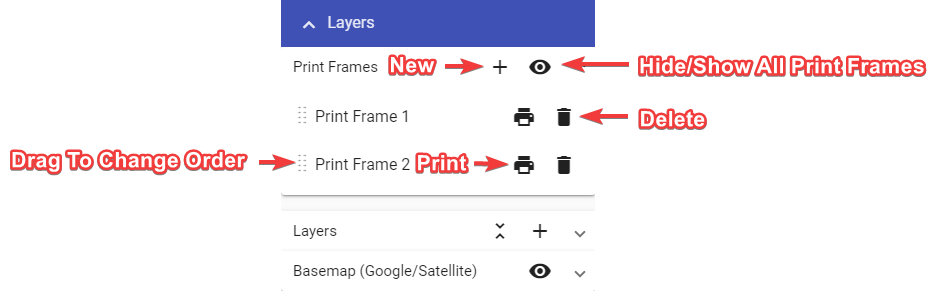 Layers
Print Frames New Hide/Show All Print Frames
Print Frame 1 Delete
Drag To Change Order Print Frame 2 Print
Layers
Basemap (Google/Satellite)